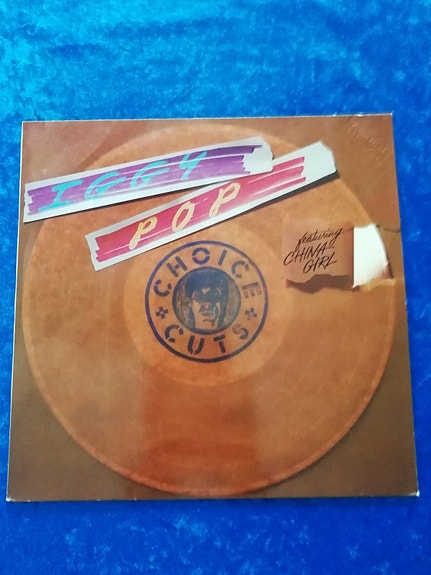 IGGY
POP
featuring
CHINA
GIRL
CHOICE
CUTS